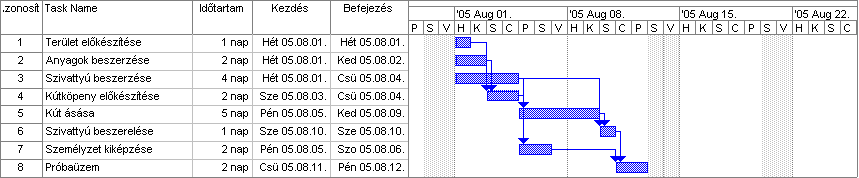 .zonosít Task Name Időtartam Kezdés Befejezés '05 Aug 01. '05 Aug 08. '05 Aug 15. '05 Aug 22.
P S V H K S C P S V H K S C P S V H K S C P S V H K S C
1 Terület előkészítése 1 nap Hét 05.08.01. Hét 05.08.01.
2 Anyagok beszerzése 2 nap Hét 05.08.01. Ked 05.08.02.
3 Szivattyú beszerzése 4 nap Hét 05.08.01. Csü 05.08.04.
4 Kútköpeny előkészítése 2 nap Sze 05.08.03. Csü 05.08.04.
5 Kút ásása 5 nap Pén 05.08.05. Ked 05.08.09.
6 Szivattyú beszerelése 1 nap Sze 05.08.10. Sze 05.08.10.
7 Személyzet kiképzése 2 nap Pén 05.08.05. Szo 05.08.06.
8 Próbaüzem 2 nap Csü 05.08.11. Pén 05.08.12.